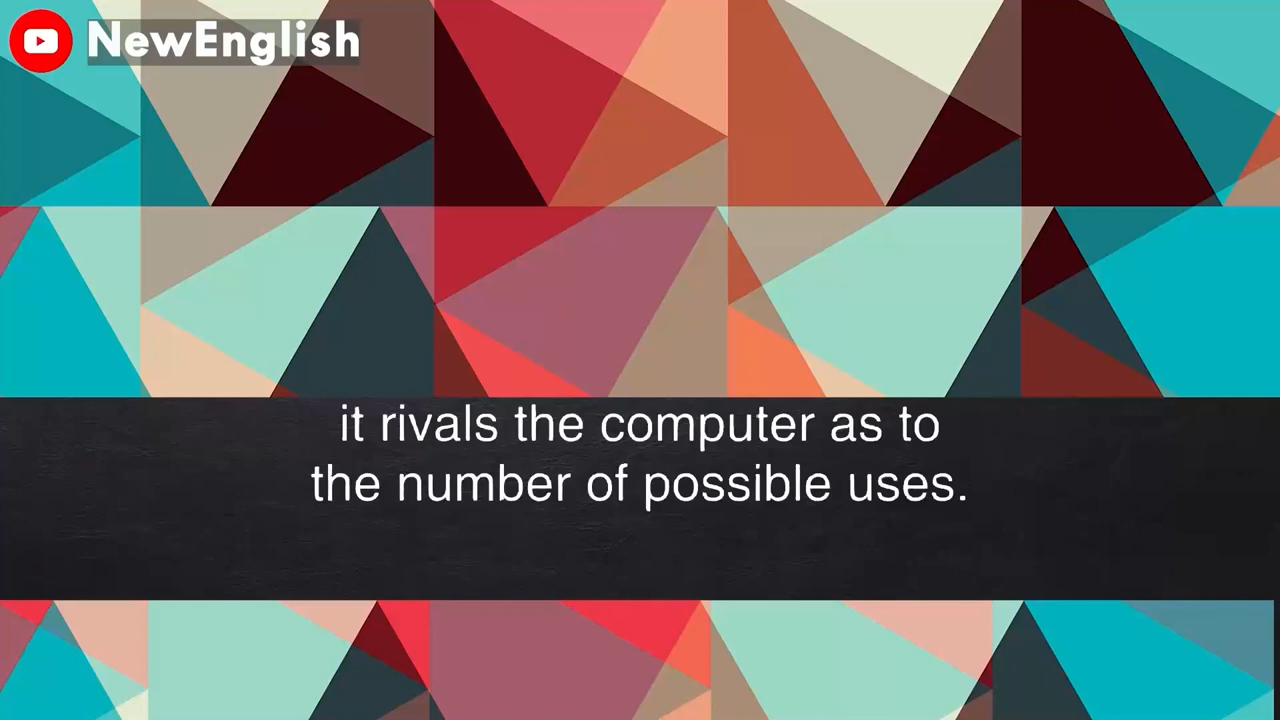 NewEnglish
it rivals the computer as to
the number of possible uses.